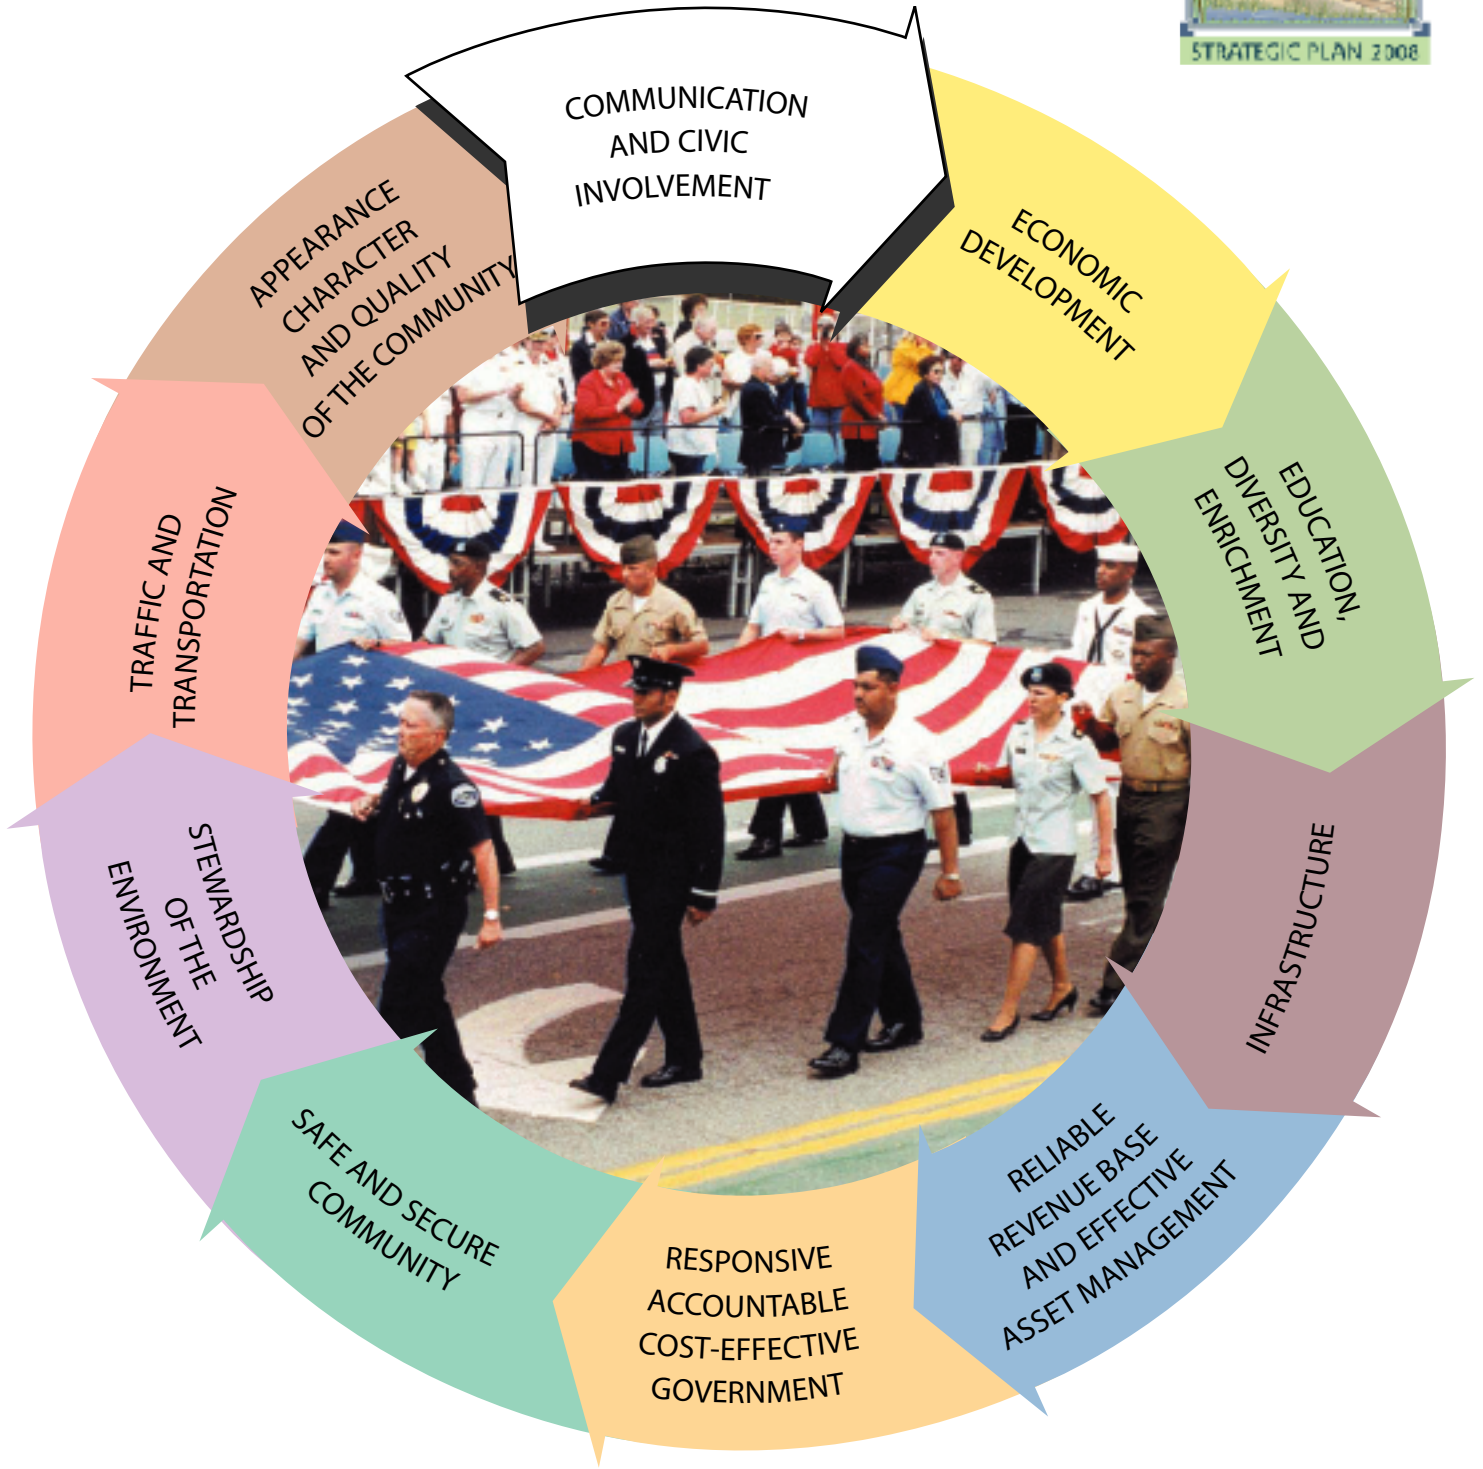 STRATEGIC PLAN 2008
COMMUNICATION
AND CIVIC
INVOLVEMENT
ECONOMIC
DEVELOPMENT
EDUCATION,
DIVERSITY AND
ENRICHMENT
INFRASTRUCTURE
RELIABLE
REVENUE BASE
AND EFFECTIVE
ASSET MANAGEMENT
RESPONSIVE
ACCOUNTABLE
COST-EFFECTIVE
GOVERNMENT
SAFE AND SECURE
COMMUNITY
STEWARDSHIP
OF THE
ENVIRONMENT
TRAFFIC AND
TRANSPORTATION
APPEARANCE
CHARACTER
AND QUALITY
OF THE COMMUNITY